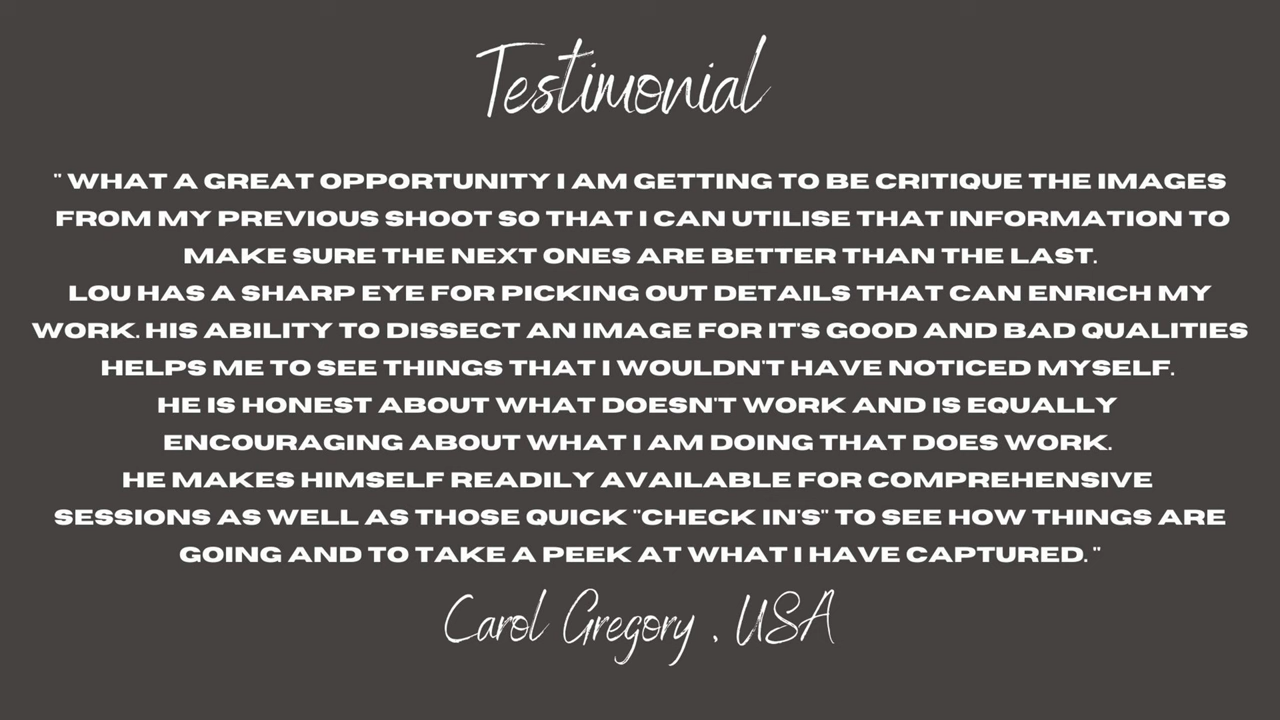 Testimonial
" WHAT A GREAT OPPORTUNITY I AM GETTING TO BE CRITIQUE THE IMAGES
FROM MY PREVIOUS SHOOT SO THAT I CAN UTILISE THAT INFORMATION TO
MAKE SURE THE NEXT ONES ARE BETTER THAN THE LAST.
LOU HAS A SHARP EYE FOR PICKING OUT DETAILS THAT CAN ENRICH MY
WORK. HIS ABILITY TO DISSECT AN IMAGE FOR IT'S GOOD AND BAD QUALITIES
HELPS ME TO SEE THINGS THAT I WOULDN'T HAVE NOTICED MYSELF.
HE IS HONEST ABOUT WHAT DOESN'T WORK AND IS EQUALLY
ENCOURAGING ABOUT WHAT I AM DOING THAT DOES WORK.
HE MAKES HIMSELF READILY AVAILABLE FOR COMPREHENSIVE
SESSIONS AS WELL AS THOSE QUICK "CHECK IN'S" TO SEE HOW THINGS ARE
GOING AND TO TAKE A PEEK AT WHAT I HAVE CAPTURED. "
Carol Gregory , USA